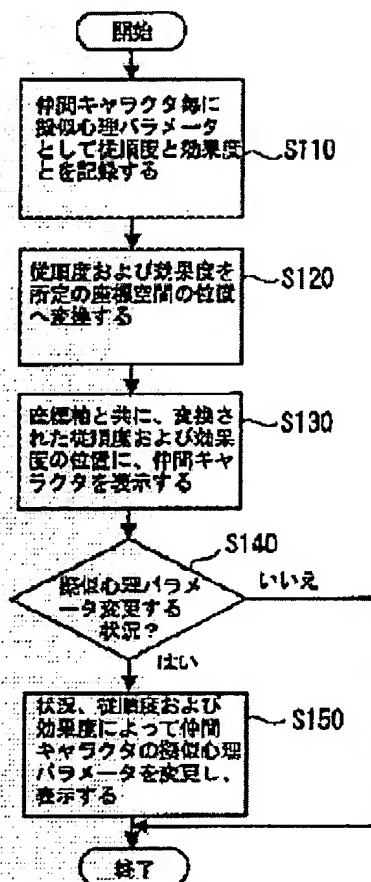 開始
仲間キャラクタ毎に
擬似心理パラメータ
として従順度と効果度
とを記録する
S110
従順度および効果度を
所定の座標空間の位置
へ変換する
S120
座標軸と共に、変換さ
れた従順度および効果
度の位置に、仲間キャ
ラクタを表示する
S130
S140
擬似心理パラメ
ータ変更する
状況?
いいえ
はい
状況、従順度および
効果度によって仲間
キャラクタの擬似心理
パラメータを変更し、
表示する
S150
終了